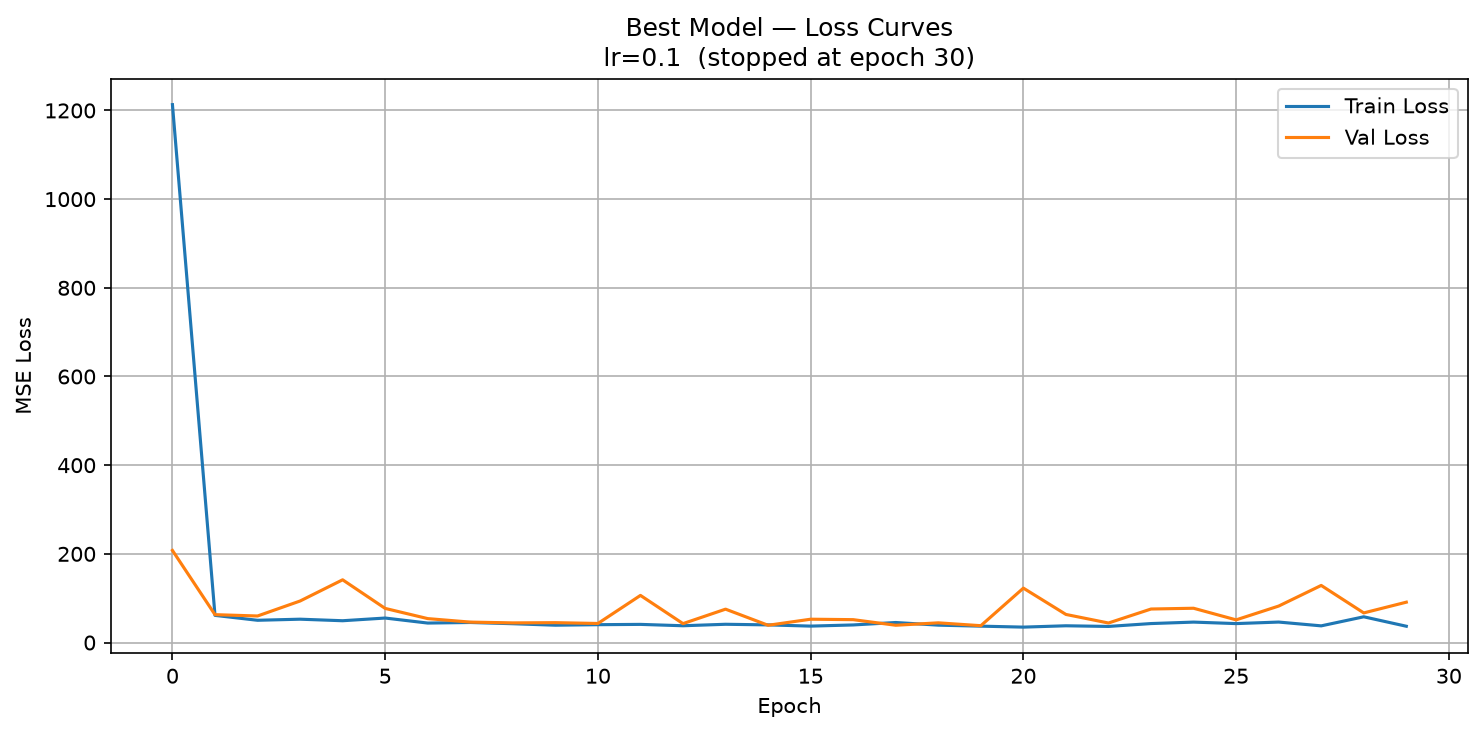 Best Model — Loss Curves
lr=0.1  (stopped at epoch 30)
Train Loss
Val Loss
MSE Loss
1200
1000
800
600
400
200
0
0 5 10 15 20 25 30
Epoch